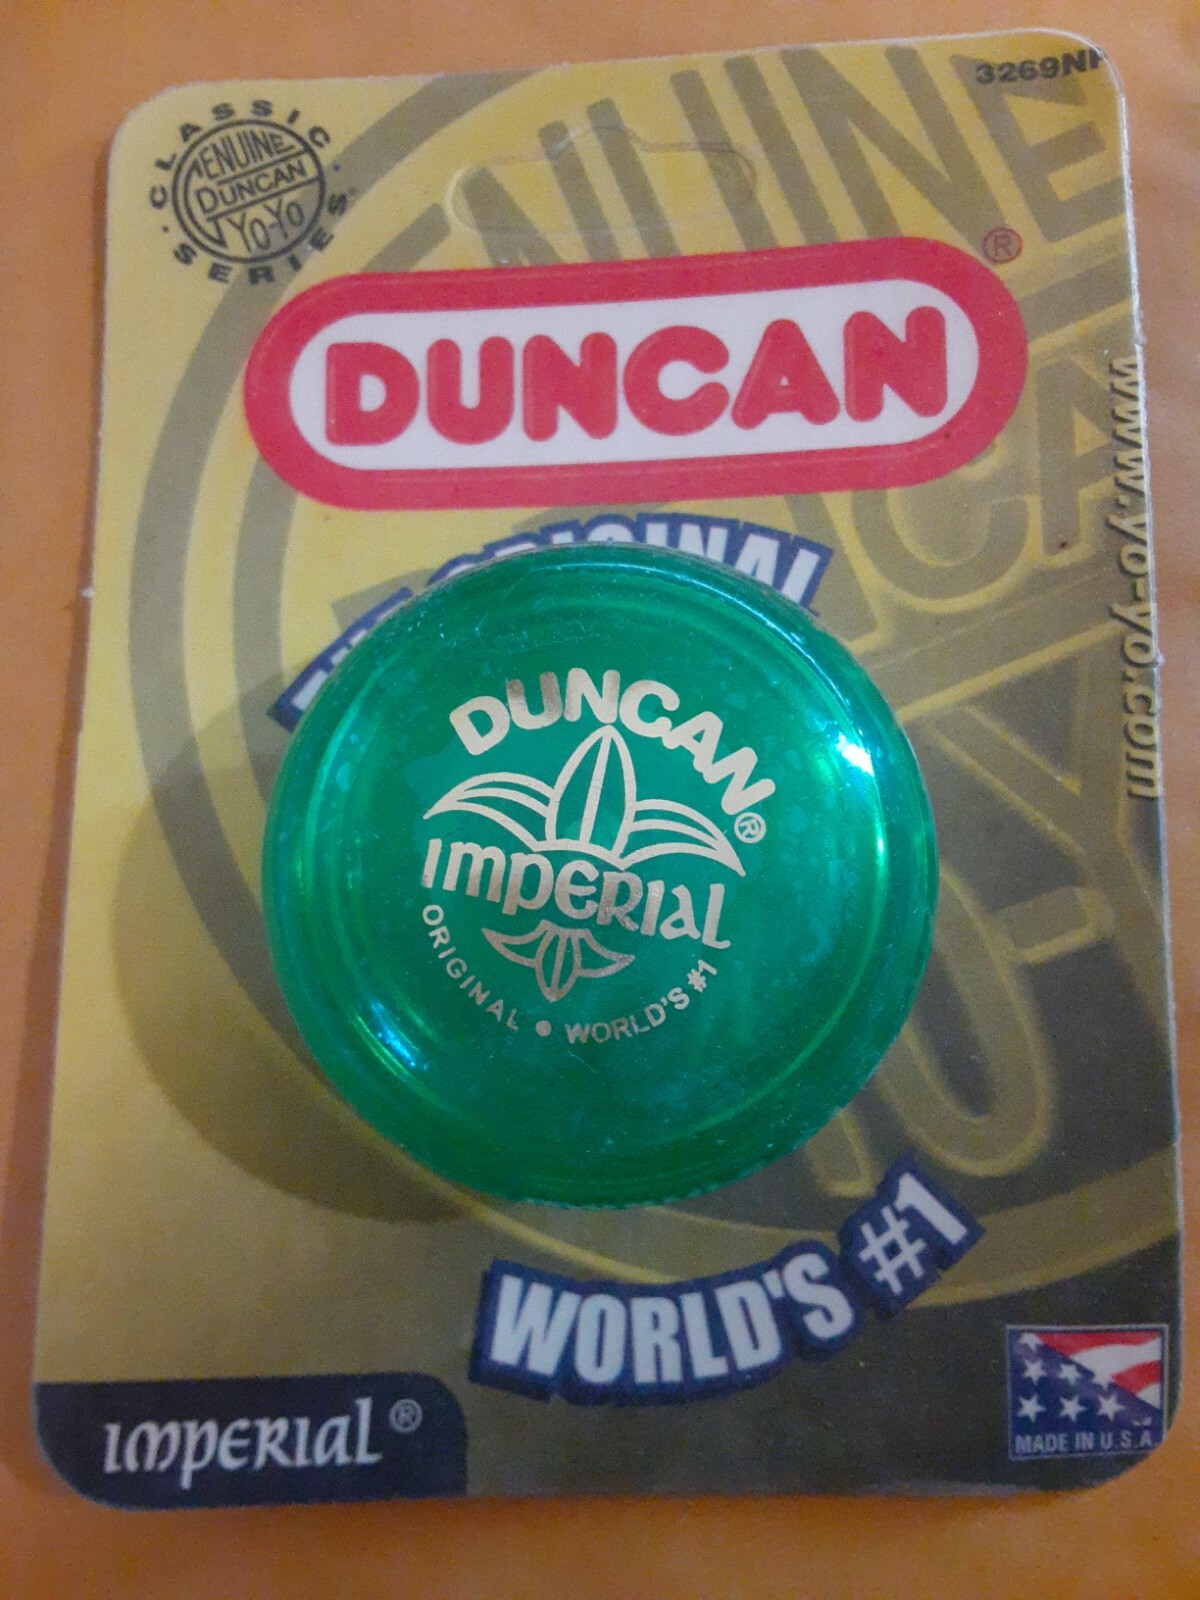 3269NP
CLASSIC
GENUINE
DUNCAN
YO-YO
SERIES
®
DUNCAN
www.yo-yo.com
ORIGINAL
DUNCAN®
IMPERIAL
ORIGINAL • WORLD'S #1
WORLD'S #1
IMPERIAL®
MADE IN U.S.A.